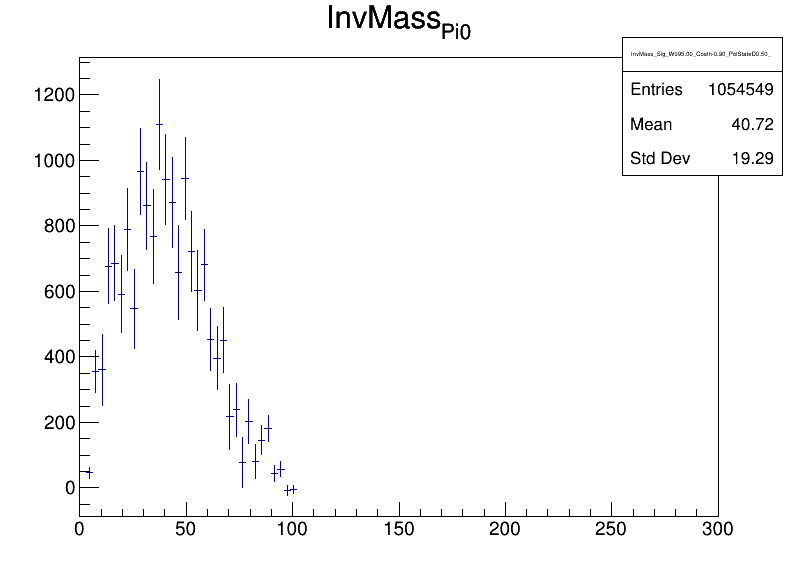 InvMass_Pi0
InvMass_Sig_W995.00_Costh-0.90_PolStateD0.50_
Entries 1054549
Mean 40.72
Std Dev 19.29
1200
1000
800
600
400
200
0
0 50 100 150 200 250 300